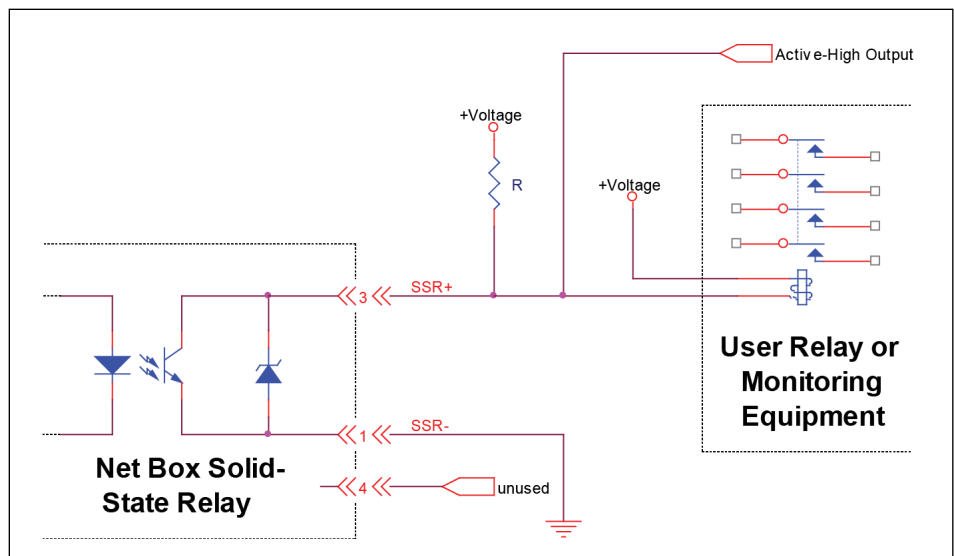 Active-High Output
+Voltage
R
+Voltage
3
SSR+
User Relay or
Monitoring
Equipment
1
SSR-
Net Box Solid-
State Relay
4
unused